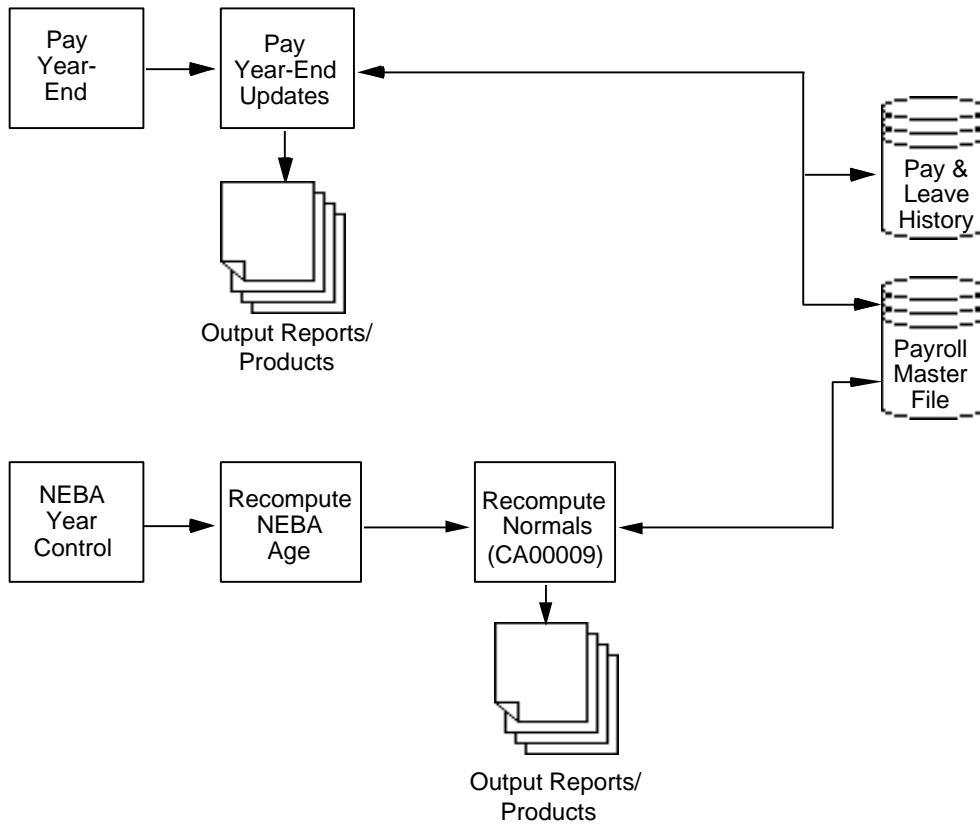 Pay
Year-
End
Pay
Year-End
Updates
Pay &
Leave
History
Output Reports/
Products
Payroll
Master
File
NEBA
Year
Control
Recompute
NEBA
Age
Recompute
Normals
(CA00009)
Output Reports/
Products